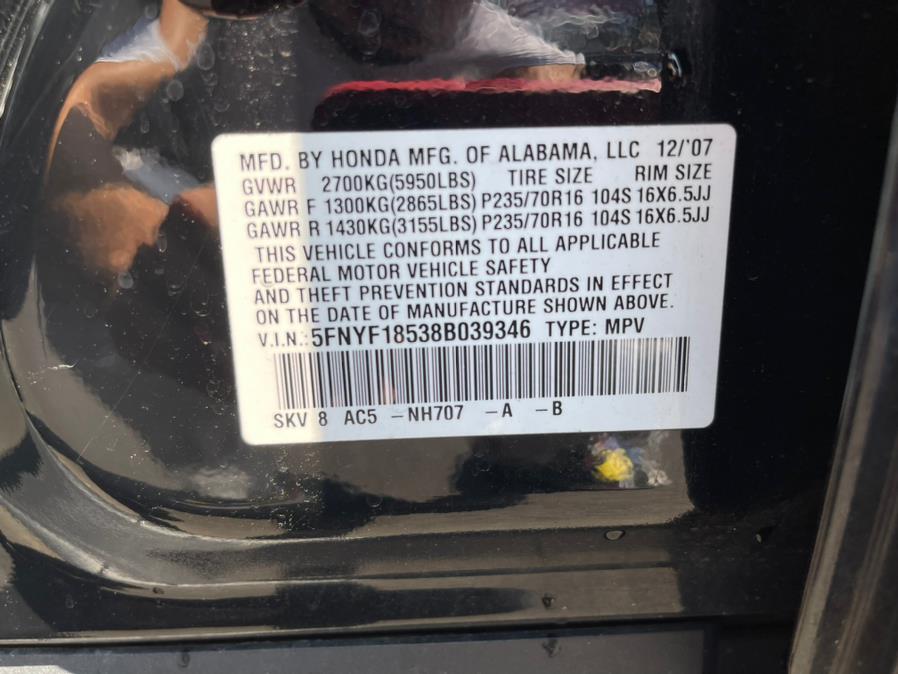 MFD. BY HONDA MFG. OF ALABAMA, LLC 12/'07
GVWR 2700KG(5950LBS) TIRE SIZE RIM SIZE
GAWR F 1300KG(2865LBS) P235/70R16 104S 16X6.5JJ
GAWR R 1430KG(3155LBS) P235/70R16 104S 16X6.5JJ
THIS VEHICLE CONFORMS TO ALL APPLICABLE
FEDERAL MOTOR VEHICLE SAFETY
AND THEFT PREVENTION STANDARDS IN EFFECT
ON THE DATE OF MANUFACTURE SHOWN ABOVE.
V.I.N.: 5FNYF18538B039346 TYPE: MPV
SKV 8 AC5 -NH707 -A -B